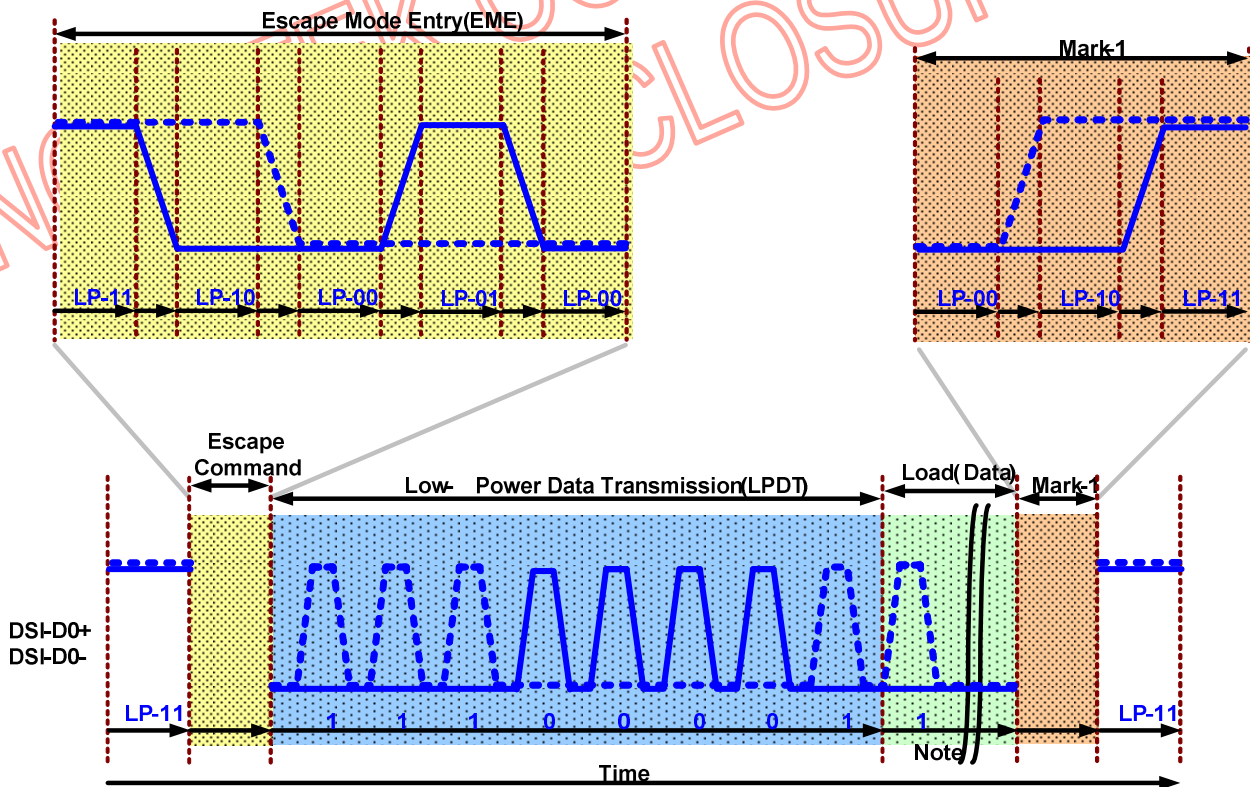 Escape Mode Entry(EME)
Mark-1
LP-11 LP-10 LP-00 LP-01 LP-00
LP-00 LP-10 LP-11
Escape
Command
Low- Power Data Transmission(LPDT)
Load(Data)
Mark-1
DSI-D0+
DSI-D0-
LP-11
1 1 1 0 0 0 0 1 1
LP-11
Note
Time